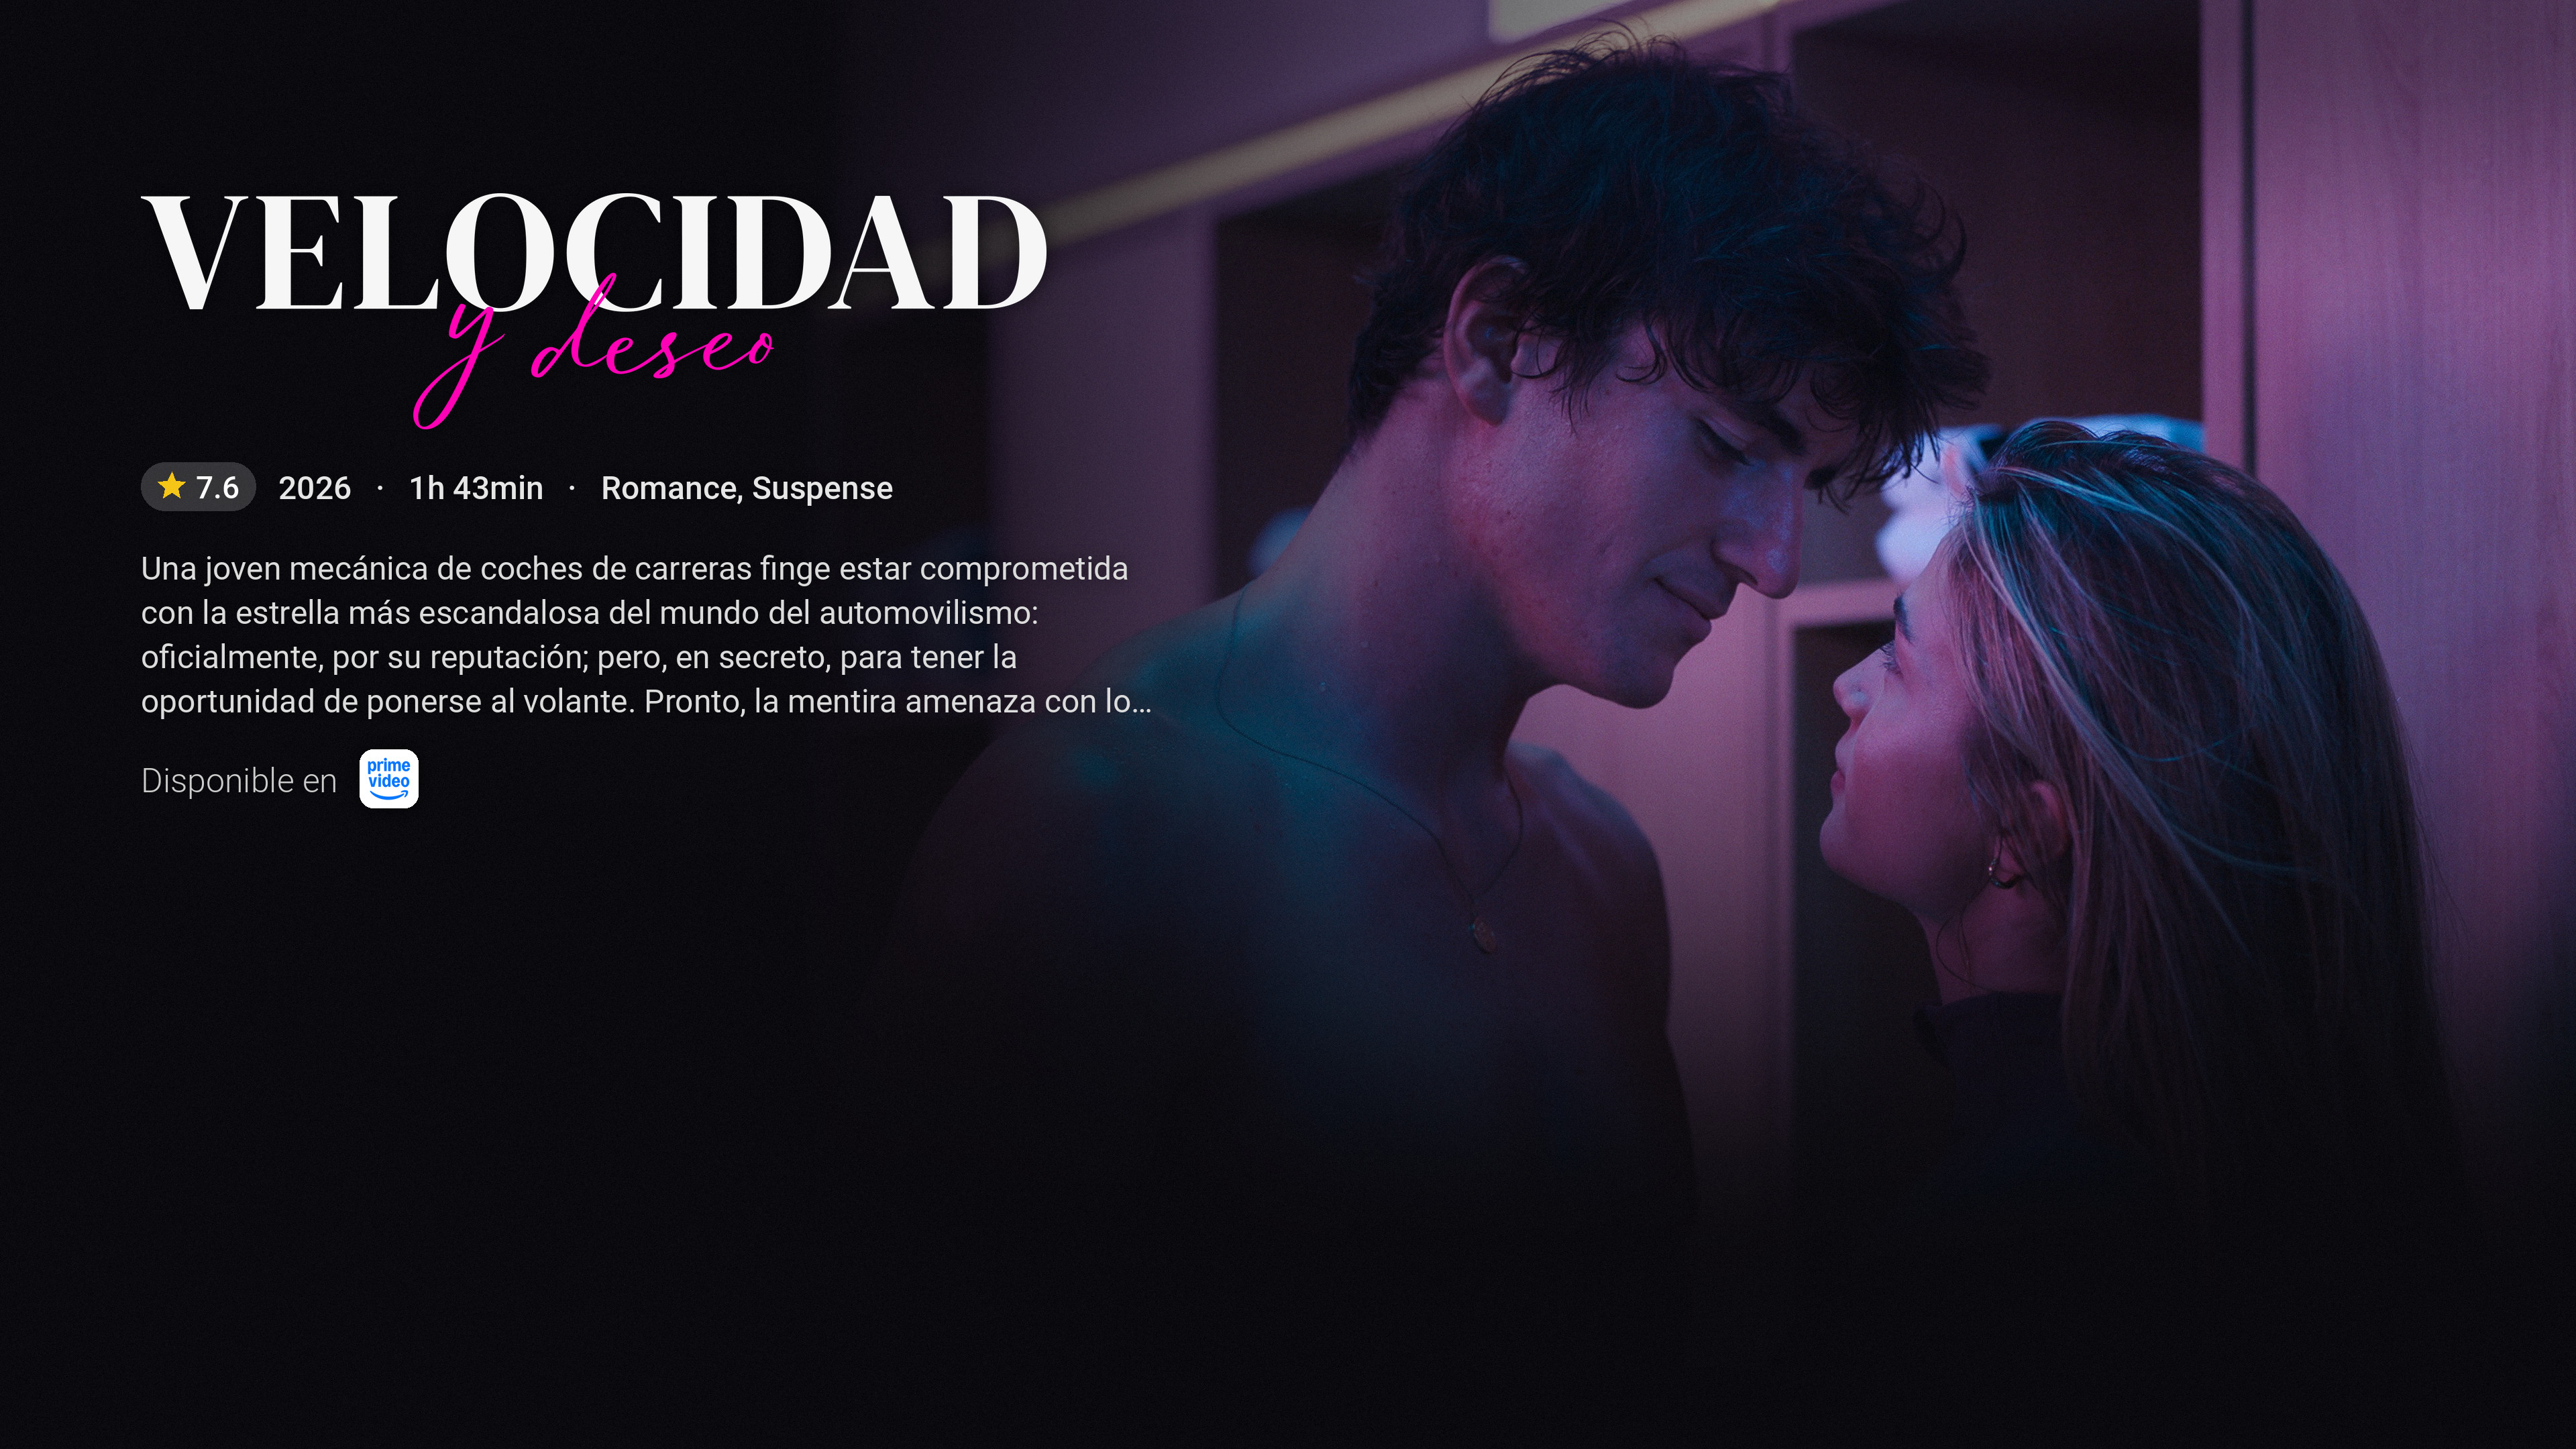 VELOCIDAD
y deseo
7.6 2026 · 1h 43min · Romance, Suspense
Una joven mecánica de coches de carreras finge estar comprometida
con la estrella más escandalosa del mundo del automovilismo:
oficialmente, por su reputación; pero, en secreto, para tener la
oportunidad de ponerse al volante. Pronto, la mentira amenaza con lo...
Disponible en
prime
video